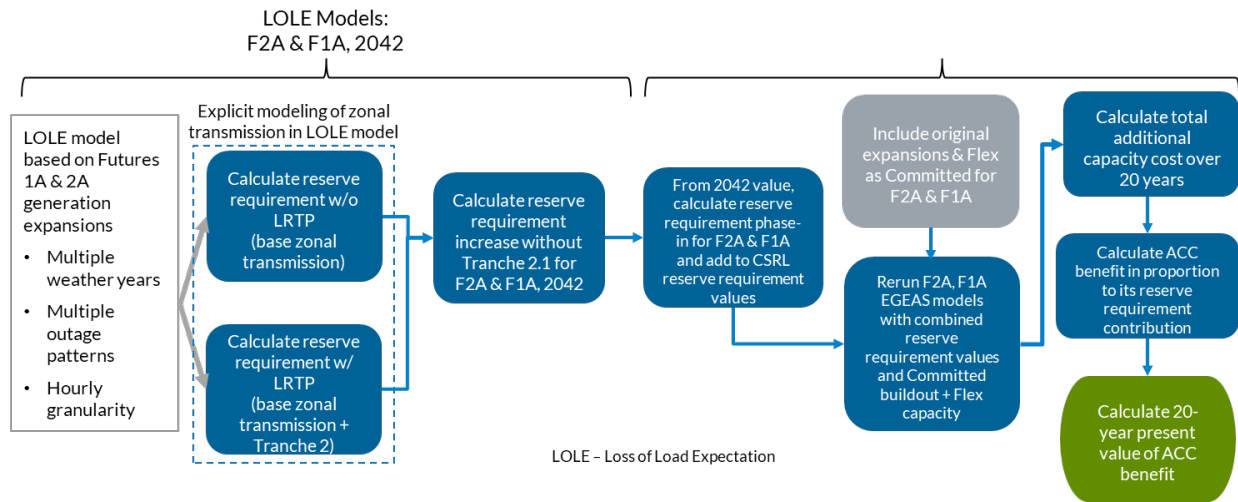 LOLE Models:
F2A & F1A, 2042
LOLE model
based on Futures
1A & 2A
generation
expansions
• Multiple
weather years
• Multiple
outage
patterns
• Hourly
granularity
Explicit modeling of zonal
transmission in LOLE model
Calculate reserve
requirement w/o LRTP
(base zonal
transmission)
Calculate reserve
requirement w/
LRTP
(base zonal
transmission +
Tranche 2)
Calculate reserve
requirement
increase without
Tranche 2.1 for
F2A & F1A, 2042
From 2042 value,
calculate reserve
requirement phase-
in for F2A & F1A
and add to CSRL
reserve requirement
values
Include original
expansions & Flex
as Committed for
F2A & F1A
Rerun F2A, F1A
EGEAS models
with combined
reserve
requirement values
and Committed
buildout + Flex
capacity
Calculate total
additional
capacity cost over
20 years
Calculate ACC
benefit in proportion
to its reserve
requirement
contribution
Calculate 20-
year present
value of ACC
benefit
LOLE – Loss of Load Expectation